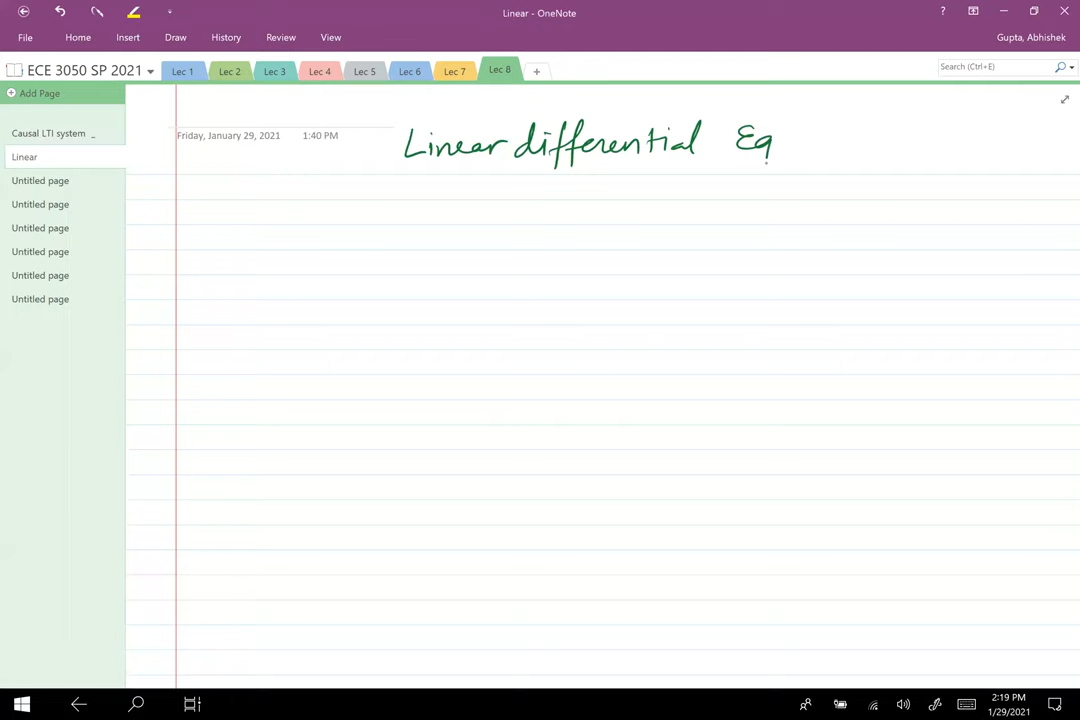 Linear - OneNote
?
File Home Insert Draw History Review View
Gupta, Abhishek
ECE 3050 SP 2021
Lec 1 Lec 2 Lec 3 Lec 4 Lec 5 Lec 6 Lec 7 Lec 8 +
Search (Ctrl+E)
Add Page
Causal LTI system _
Linear
Untitled page
Untitled page
Untitled page
Untitled page
Untitled page
Untitled page
Friday, January 29, 2021 1:40 PM
Linear differential Eq
2:19 PM
1/29/2021